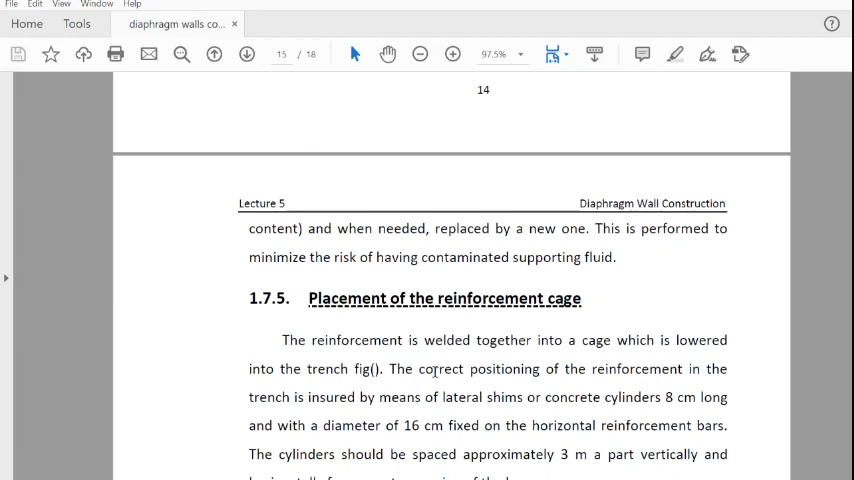 File Edit View Window Help
Home Tools diaphragm walls co... ×
15 / 18 97.5%
14
Lecture 5 Diaphragm Wall Construction
content) and when needed, replaced by a new one. This is performed to
minimize the risk of having contaminated supporting fluid.
1.7.5. Placement of the reinforcement cage
The reinforcement is welded together into a cage which is lowered
into the trench fig(). The correct positioning of the reinforcement in the
trench is insured by means of lateral shims or concrete cylinders 8 cm long
and with a diameter of 16 cm fixed on the horizontal reinforcement bars.
The cylinders should be spaced approximately 3 m a part vertically and